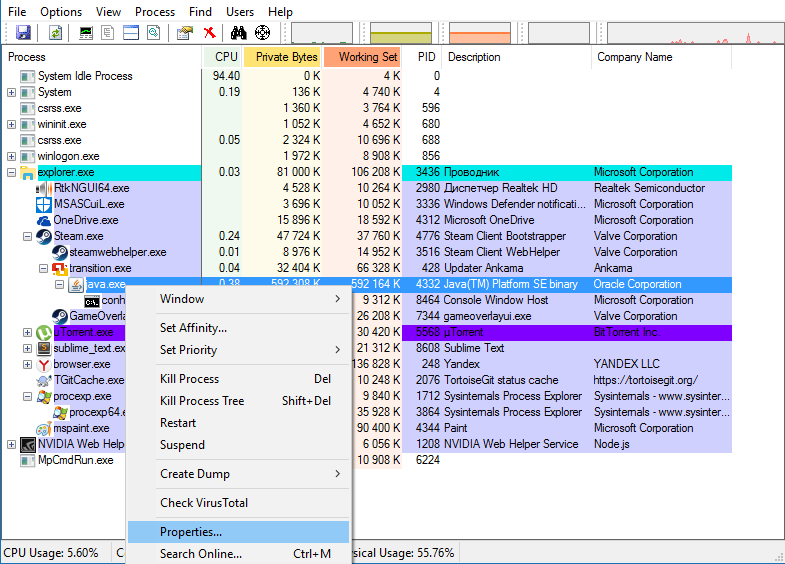 File Options View Process Find Users Help
Process CPU Private Bytes Working Set PID Description Company Name
System Idle Process 94.40 0 K 4 K 0
System 0.19 136 K 4 740 K 4
csrss.exe 1 360 K 3 764 K 596
wininit.exe 1 052 K 4 652 K 680
csrss.exe 0.05 2 324 K 10 696 K 688
winlogon.exe 1 972 K 8 908 K 856
explorer.exe 0.03 81 000 K 106 208 K 3436 Проводник Microsoft Corporation
RtkNGUI64.exe 4 528 K 10 264 K 2980 Диспетчер Realtek HD Realtek Semiconductor
MSASCuiL.exe 3 696 K 10 052 K 3336 Windows Defender notificati... Microsoft Corporation
OneDrive.exe 15 896 K 18 592 K 4312 Microsoft OneDrive Microsoft Corporation
Steam.exe 0.24 47 724 K 37 760 K 4776 Steam Client Bootstrapper Valve Corporation
steamwebhelper.exe 0.01 8 976 K 14 952 K 3516 Steam Client WebHelper Valve Corporation
transition.exe 0.04 32 404 K 66 328 K 428 Updater Ankama Ankama
java.exe 0.38 592 308 K 592 164 K 4332 Java(TM) Platform SE binary Oracle Corporation
conh 9 312 K 8464 Console Window Host Microsoft Corporation
GameOverla 26 208 K 7344 gameoverlayui.exe Valve Corporation
uTorrent.exe 30 420 K 5568 µTorrent BitTorrent Inc.
sublime_text.ex 21 312 K 8608 Sublime Text
browser.exe 136 828 K 248 Yandex YANDEX LLC
TGitCache.exe 10 248 K 2076 TortoiseGit status cache https://tortoisegit.org/
procexp.exe 9 840 K 1712 Sysinternals Process Explorer Sysinternals - www.sysinter...
procexp64.e 35 928 K 3864 Sysinternals Process Explorer Sysinternals - www.sysinter...
mspaint.exe 90 400 K 4344 Paint Microsoft Corporation
NVIDIA Web Help 6 056 K 1208 NVIDIA Web Helper Service Node.js
MpCmdRun.exe 10 908 K 6224
Window
Set Affinity...
Set Priority
Kill Process Del
Kill Process Tree Shift+Del
Restart
Suspend
Create Dump
Check VirusTotal
Properties...
Search Online... Ctrl+M
CPU Usage: 5.60% C ysical Usage: 55.76%